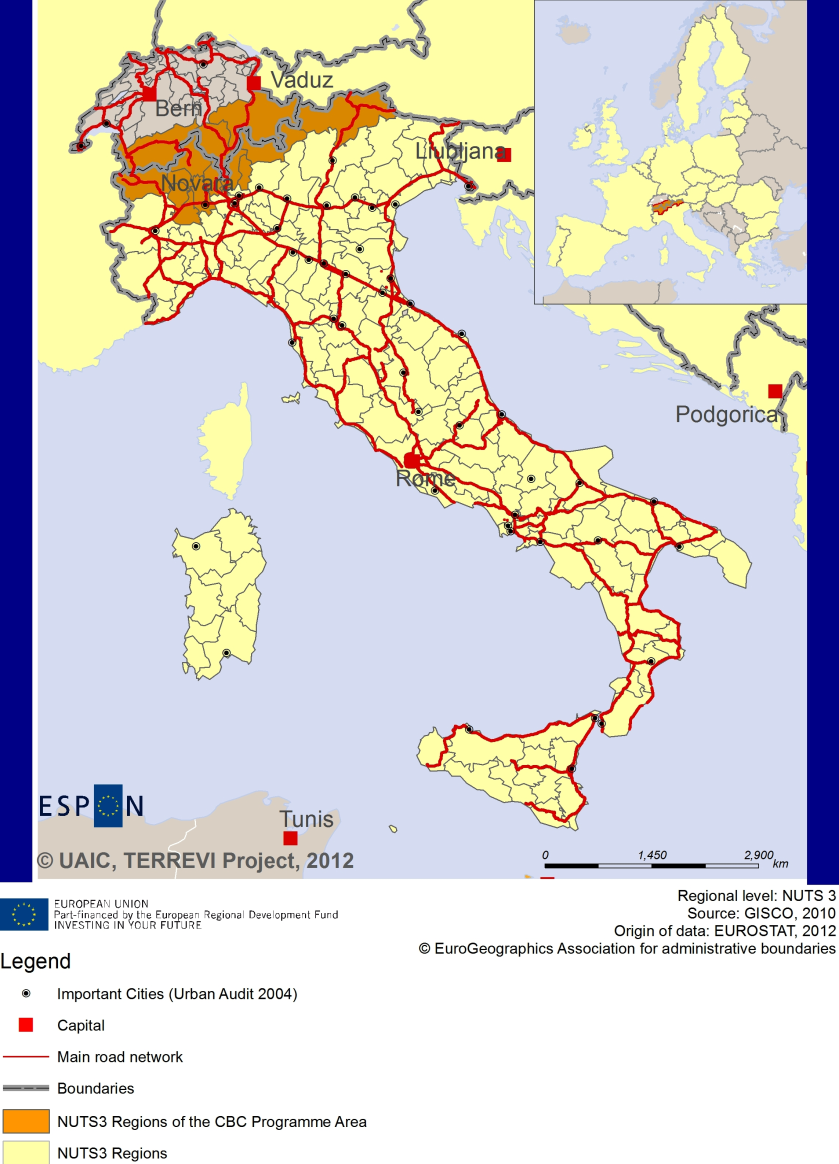 Vaduz
Bern
Ljubljana
Novara
Podgorica
Rome
ESPON
Tunis
© UAIC, TERREVI Project, 2012
0 1,450 2,900
km
EUROPEAN UNION
Part-financed by the European Regional Development Fund
INVESTING IN YOUR FUTURE
Regional level: NUTS 3
Source: GISCO, 2010
Origin of data: EUROSTAT, 2012
© EuroGeographics Association for administrative boundaries
Legend
Important Cities (Urban Audit 2004)
Capital
Main road network
Boundaries
NUTS3 Regions of the CBC Programme Area
NUTS3 Regions